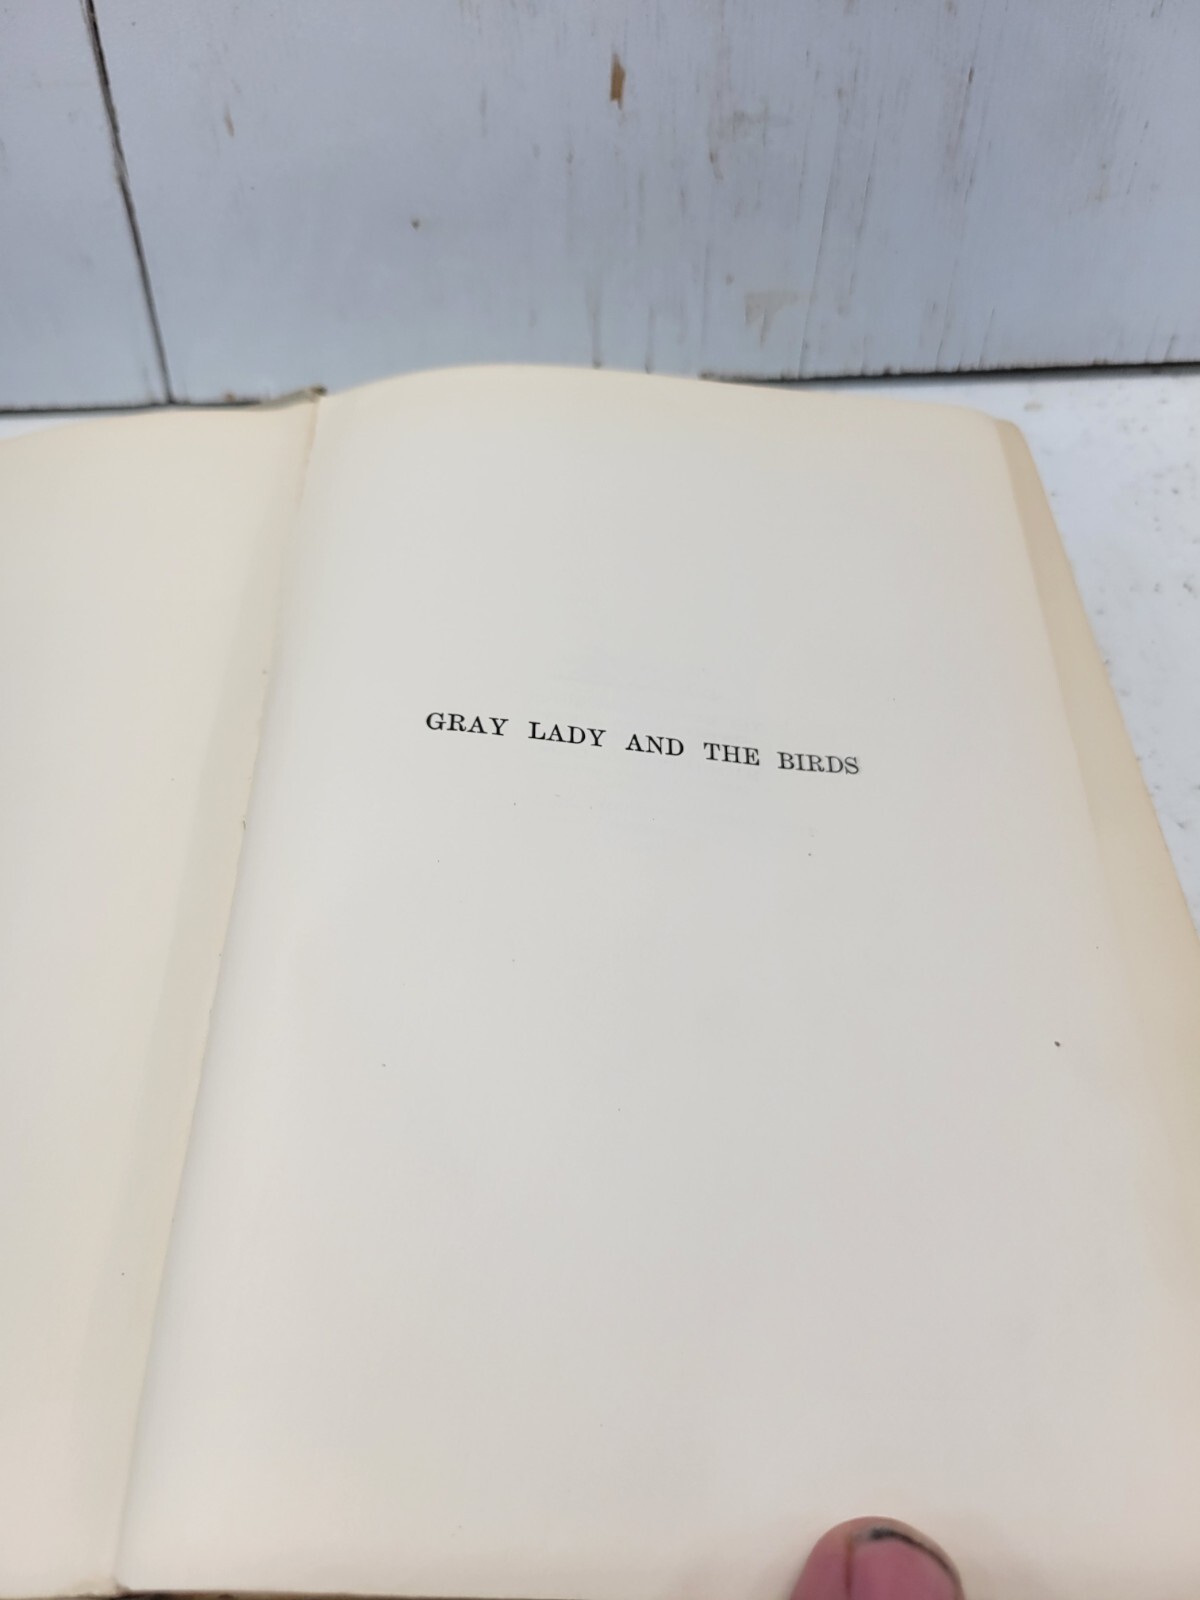 GRAY LADY AND THE BIRDS